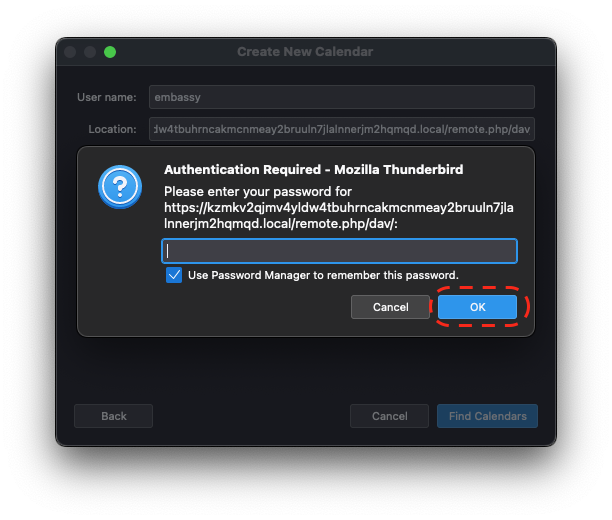 Create New Calendar
User name: embassy
Location: dw4tbuhrncakmcnmeay2bruuln7jlalnnerjm2hqmqd.local/remote.php/dav
Authentication Required - Mozilla Thunderbird
Please enter your password for
https://kzmkv2qjmv4yldw4tbuhrncakmcnmeay2bruuln7jla
lnnerjm2hqmqd.local/remote.php/dav/:
Use Password Manager to remember this password.
Cancel OK
Back Cancel Find Calendars